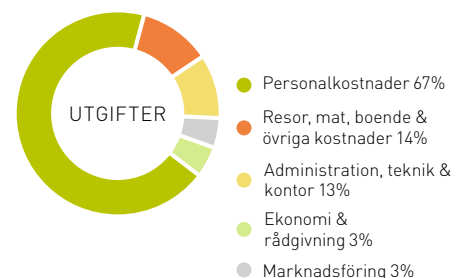 UTGIFTER
Personalkostnader 67%
Resor, mat, boende &
övriga kostnader 14%
Administration, teknik &
kontor 13%
Ekonomi &
rådgivning 3%
Marknadsföring 3%